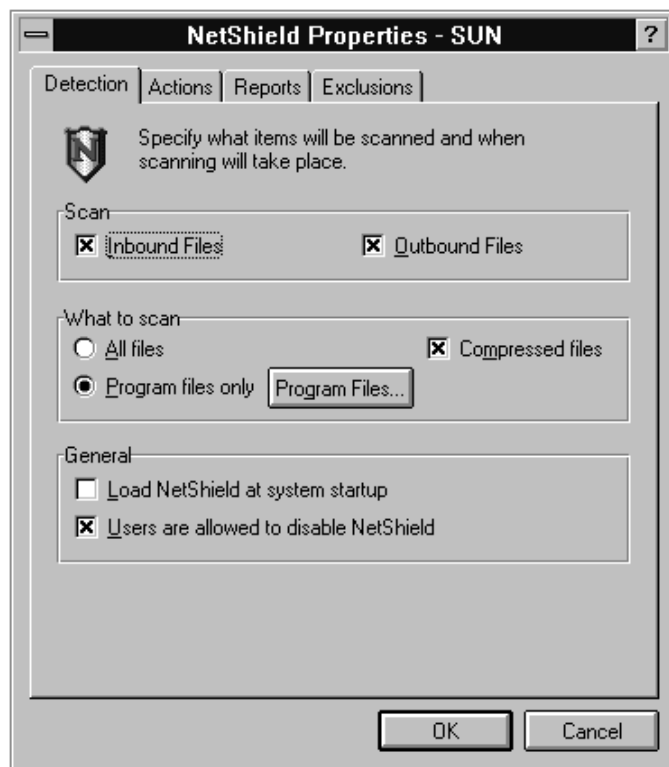 NetShield Properties - SUN ?
Detection Actions Reports Exclusions
N
Specify what items will be scanned and when
scanning will take place.
Scan
Inbound Files Outbound Files
What to scan
All files Compressed files
Program files only Program Files...
General
Load NetShield at system startup
Users are allowed to disable NetShield
OK Cancel